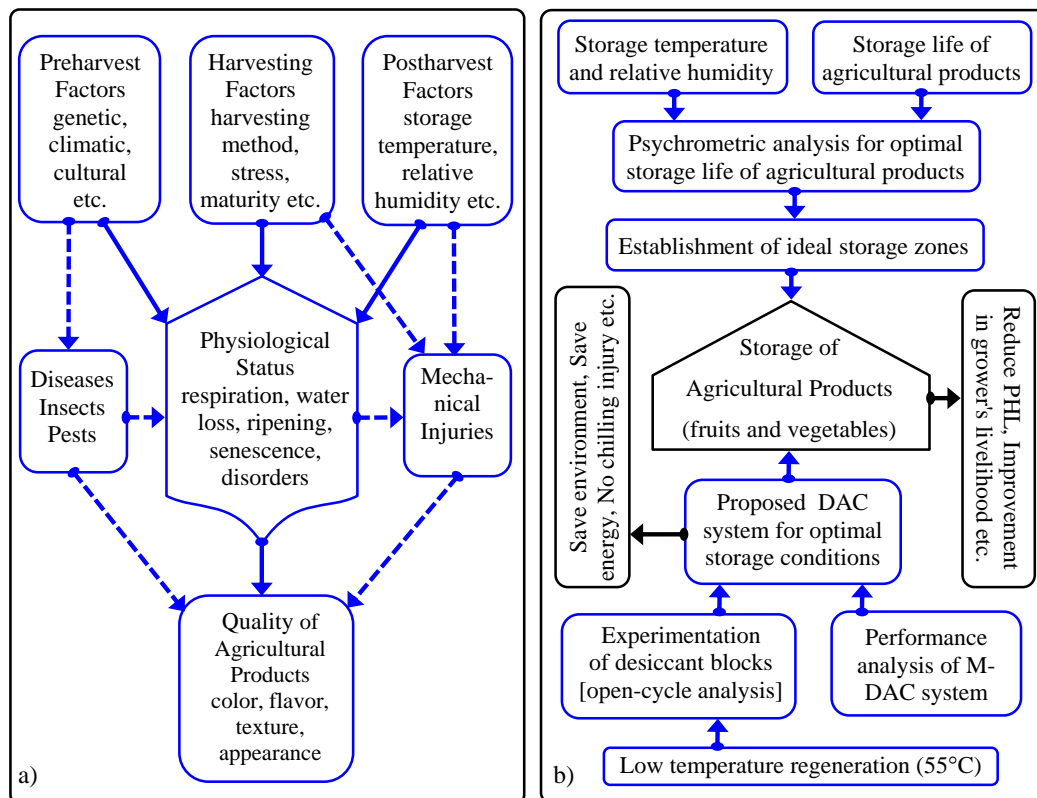 Preharvest
Factors
genetic,
climatic,
cultural
etc.
Harvesting
Factors
harvesting
method,
stress,
maturity etc.
Postharvest
Factors
storage
temperature,
relative
humidity etc.
Diseases
Insects
Pests
Physiological
Status
respiration, water
loss, ripening,
senescence,
disorders
Mecha-
nical
Injuries
Quality of
Agricultural
Products
color, flavor,
texture,
appearance
a)
Storage temperature
and relative humidity
Storage life of
agricultural products
Psychrometric analysis for optimal
storage life of agricultural products
Establishment of ideal storage zones
Save environment, Save
energy, No chilling injury etc.
Storage of
Agricultural Products
(fruits and vegetables)
Reduce PHL, Improvement
in grower's livelihood etc.
Proposed DAC
system for optimal
storage conditions
Experimentation
of desiccant blocks
[open-cycle analysis]
Performance
analysis of M-
DAC system
Low temperature regeneration (55°C)
b)